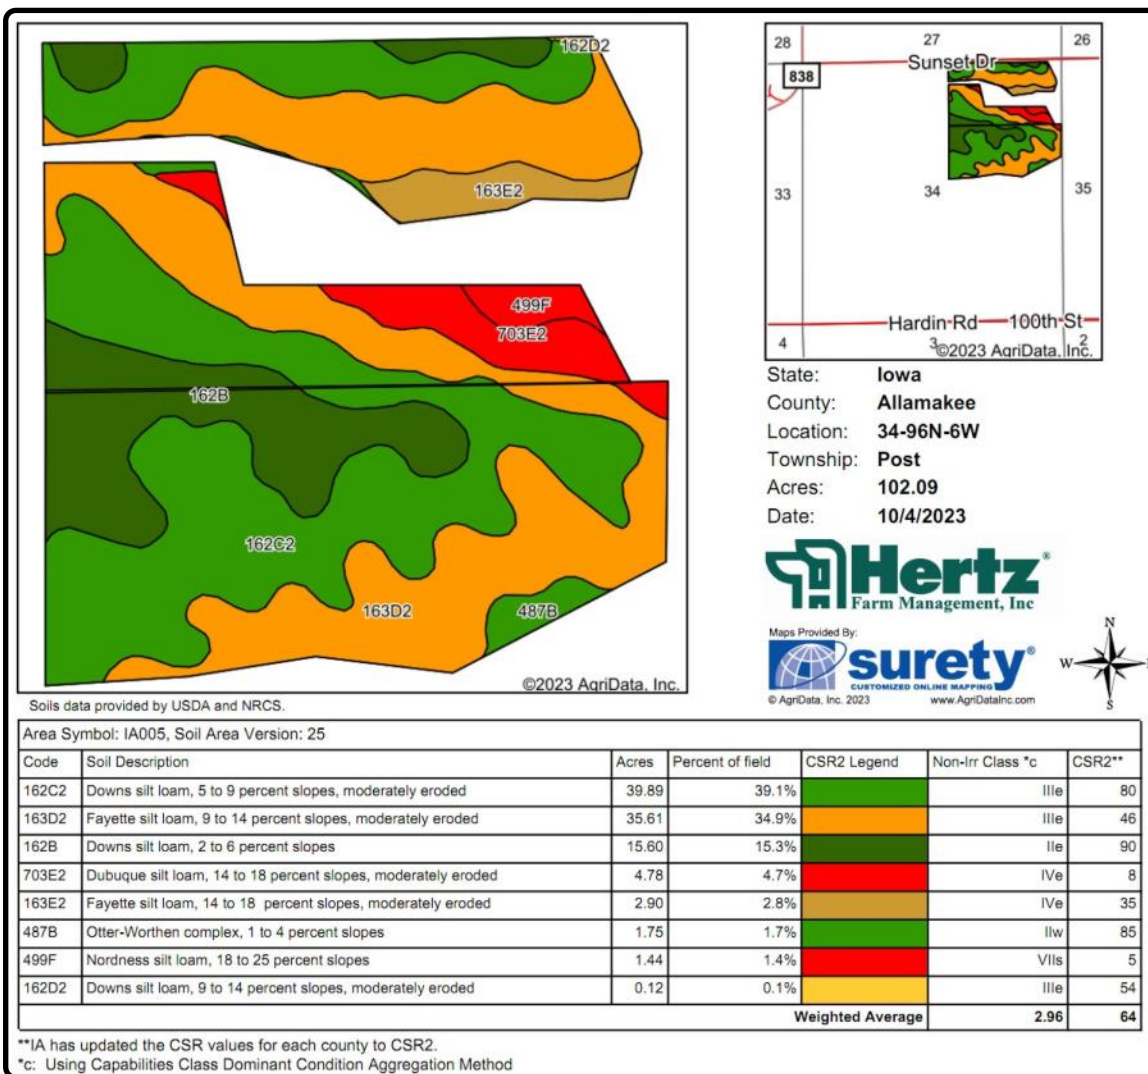 162D2
163E2
499F
703E2
162B
162C2
163D2
487B
©2023 AgriData, Inc.
Soils data provided by USDA and NRCS.
28 27 26
Sunset Dr
838
33 34 35
Hardin Rd 100th St
4 3 2
©2023 AgriData, Inc.
State: Iowa
County: Allamakee
Location: 34-96N-6W
Township: Post
Acres: 102.09
Date: 10/4/2023
Hertz®
Farm Management, Inc
Maps Provided By:
surety®
CUSTOMIZED ONLINE MAPPING
© AgriData, Inc. 2023 www.AgriDataInc.com
N
W
S
Area Symbol: IA005, Soil Area Version: 25
Code Soil Description Acres Percent of field CSR2 Legend Non-Irr Class *c CSR2**
162C2 Downs silt loam, 5 to 9 percent slopes, moderately eroded 39.89 39.1% IIIe 80
163D2 Fayette silt loam, 9 to 14 percent slopes, moderately eroded 35.61 34.9% IIIe 46
162B Downs silt loam, 2 to 6 percent slopes 15.60 15.3% IIe 90
703E2 Dubuque silt loam, 14 to 18 percent slopes, moderately eroded 4.78 4.7% IVe 8
163E2 Fayette silt loam, 14 to 18 percent slopes, moderately eroded 2.90 2.8% IVe 35
487B Otter-Worthen complex, 1 to 4 percent slopes 1.75 1.7% IIw 85
499F Nordness silt loam, 18 to 25 percent slopes 1.44 1.4% VIIs 5
162D2 Downs silt loam, 9 to 14 percent slopes, moderately eroded 0.12 0.1% IIIe 54
Weighted Average 2.96 64
**IA has updated the CSR values for each county to CSR2.
*c: Using Capabilities Class Dominant Condition Aggregation Method